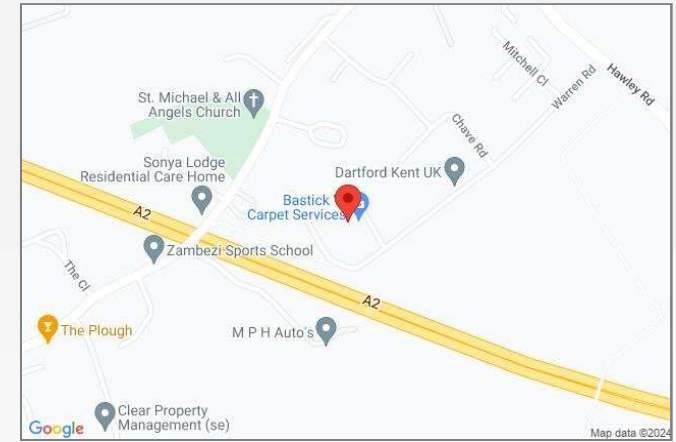 Mitchell Cl
Hawley Rd
Warren Rd
St. Michael & All
Angels Church
Chave Rd
Sonya Lodge
Residential Care Home
Dartford Kent UK
Bastick
Carpet Services
A2
Zambezi Sports School
The Cl
A2
The Plough
M P H Auto's
Clear Property
Management (se)
Google
Map data ©2024